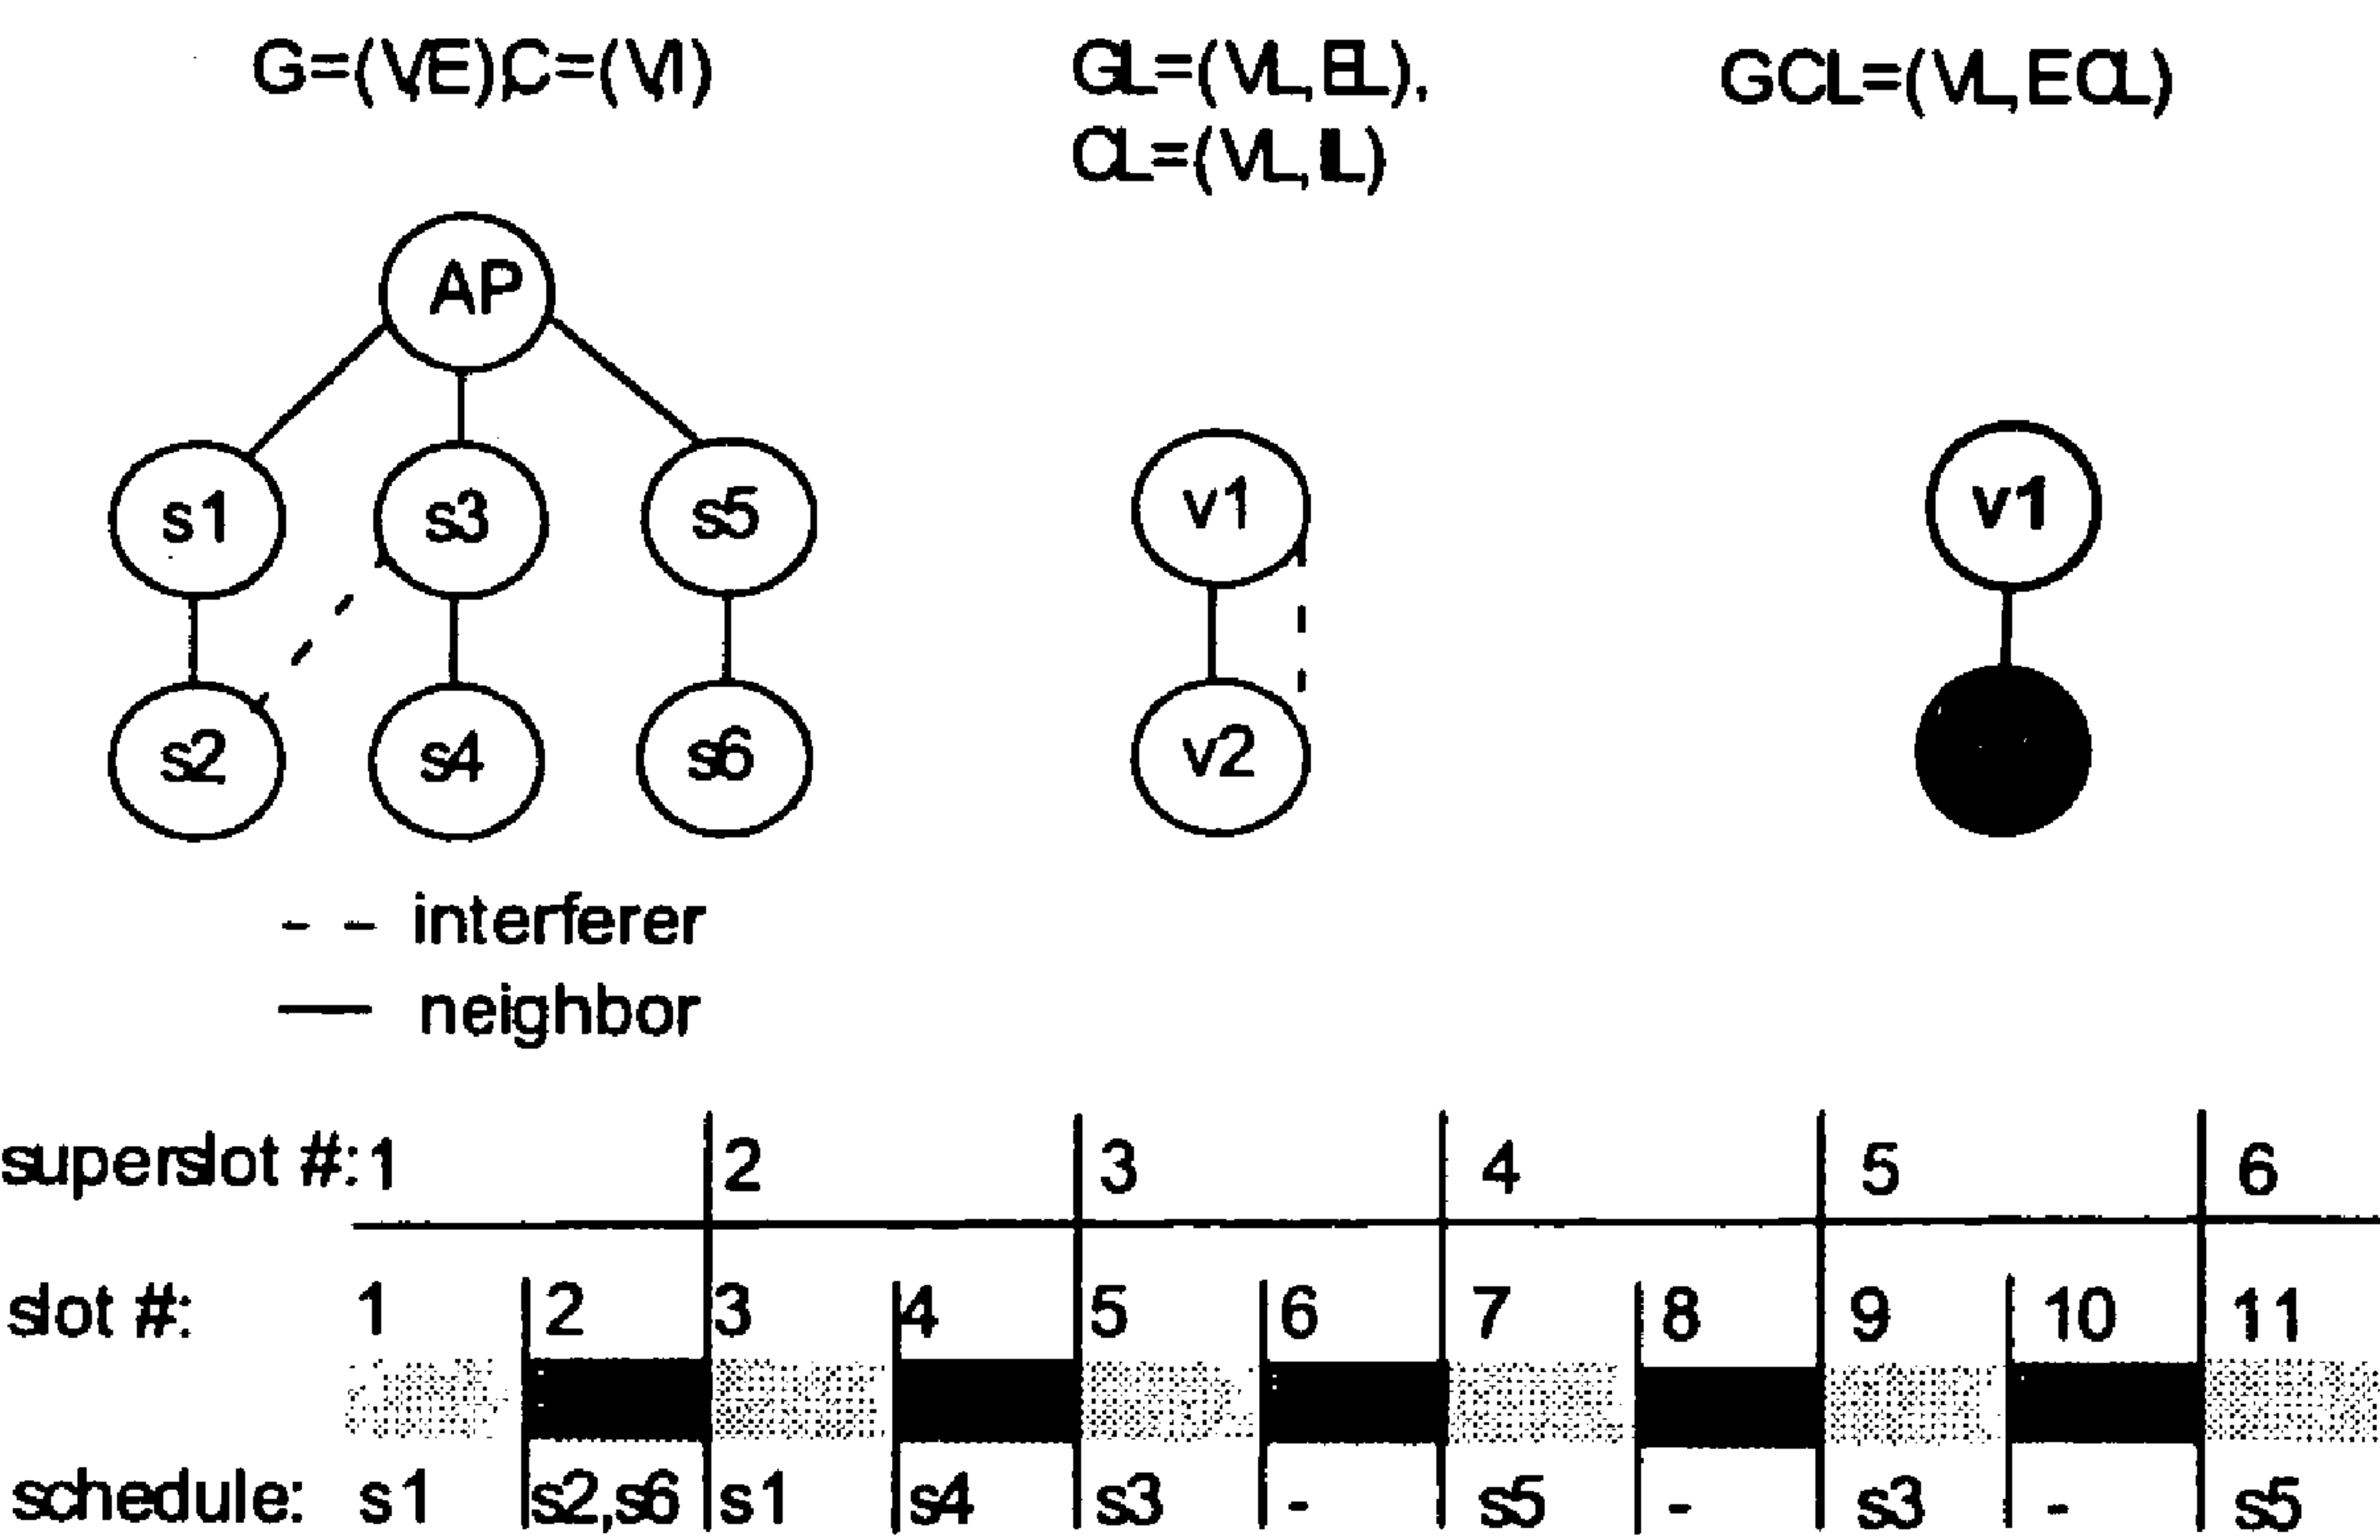 G=(V,E),C=(V,I)
GL=(VL,EL),
CL=(VL,IL)
GCL=(VL,ECL)
AP
s1
s3
s5
s2
s4
s6
v1
v2
v1
interferer
neighbor
superslot #: 1 2 3 4 5 6
slot #: 1 2 3 4 5 6 7 8 9 10 11
schedule: s1 s2,s6 s1 s4 s3 - s5 - s3 - s5